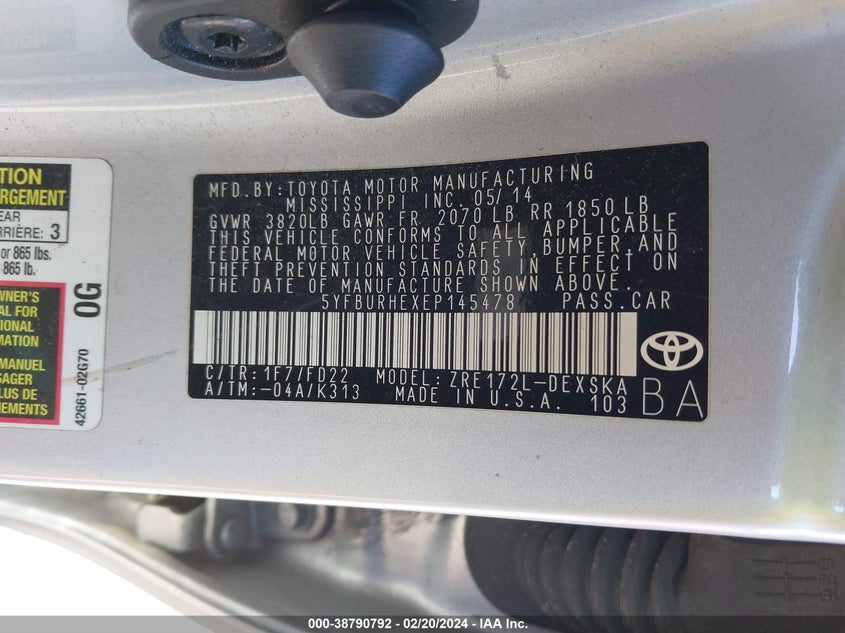 TION
RGEMENT
EAR
RRIÈRE: 3
or 865 lbs.
865 lb.
WNER'S
AL FOR
TIONAL
MATION
MANUEL
SAGER
US DE
NEMENTS
0G
42661-02G70
MFD. BY: TOYOTA MOTOR MANUFACTURING
MISSISSIPPI INC. 05/14
GVWR 3820LB GAWR FR. 2070 LB RR 1850 LB
THIS VEHICLE CONFORMS TO ALL APPLICABLE
FEDERAL MOTOR VEHICLE SAFETY, BUMPER, AND
THEFT PREVENTION STANDARDS IN EFFECT ON
THE DATE OF MANUFACTURE SHOWN ABOVE.
5YFBURHEXEP145478 PASS. CAR
C/TR: 1F7/FD22 MODEL: ZRE172L-DEXSKA
A/TM: -04A/K313 MADE IN U.S.A. 103
BA
000-38790792 / 02/20/2024 — IAA Inc.